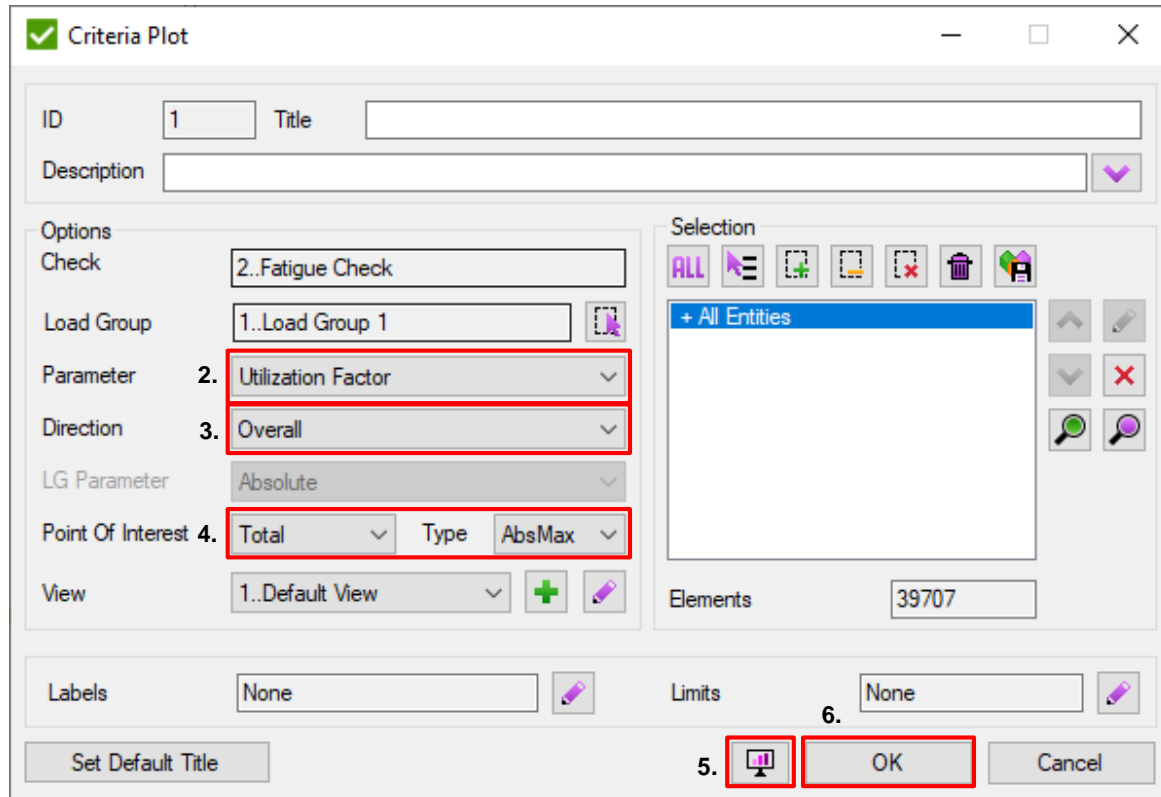 Criteria Plot
ID 1 Title
Description
Options
Check 2..Fatigue Check
Load Group 1..Load Group 1
Parameter 2. Utilization Factor
Direction 3. Overall
LG Parameter Absolute
Point Of Interest 4. Total Type AbsMax
View 1..Default View
Selection
ALL
+ All Entities
Elements 39707
Labels None Limits None
6.
Set Default Title 5. OK Cancel